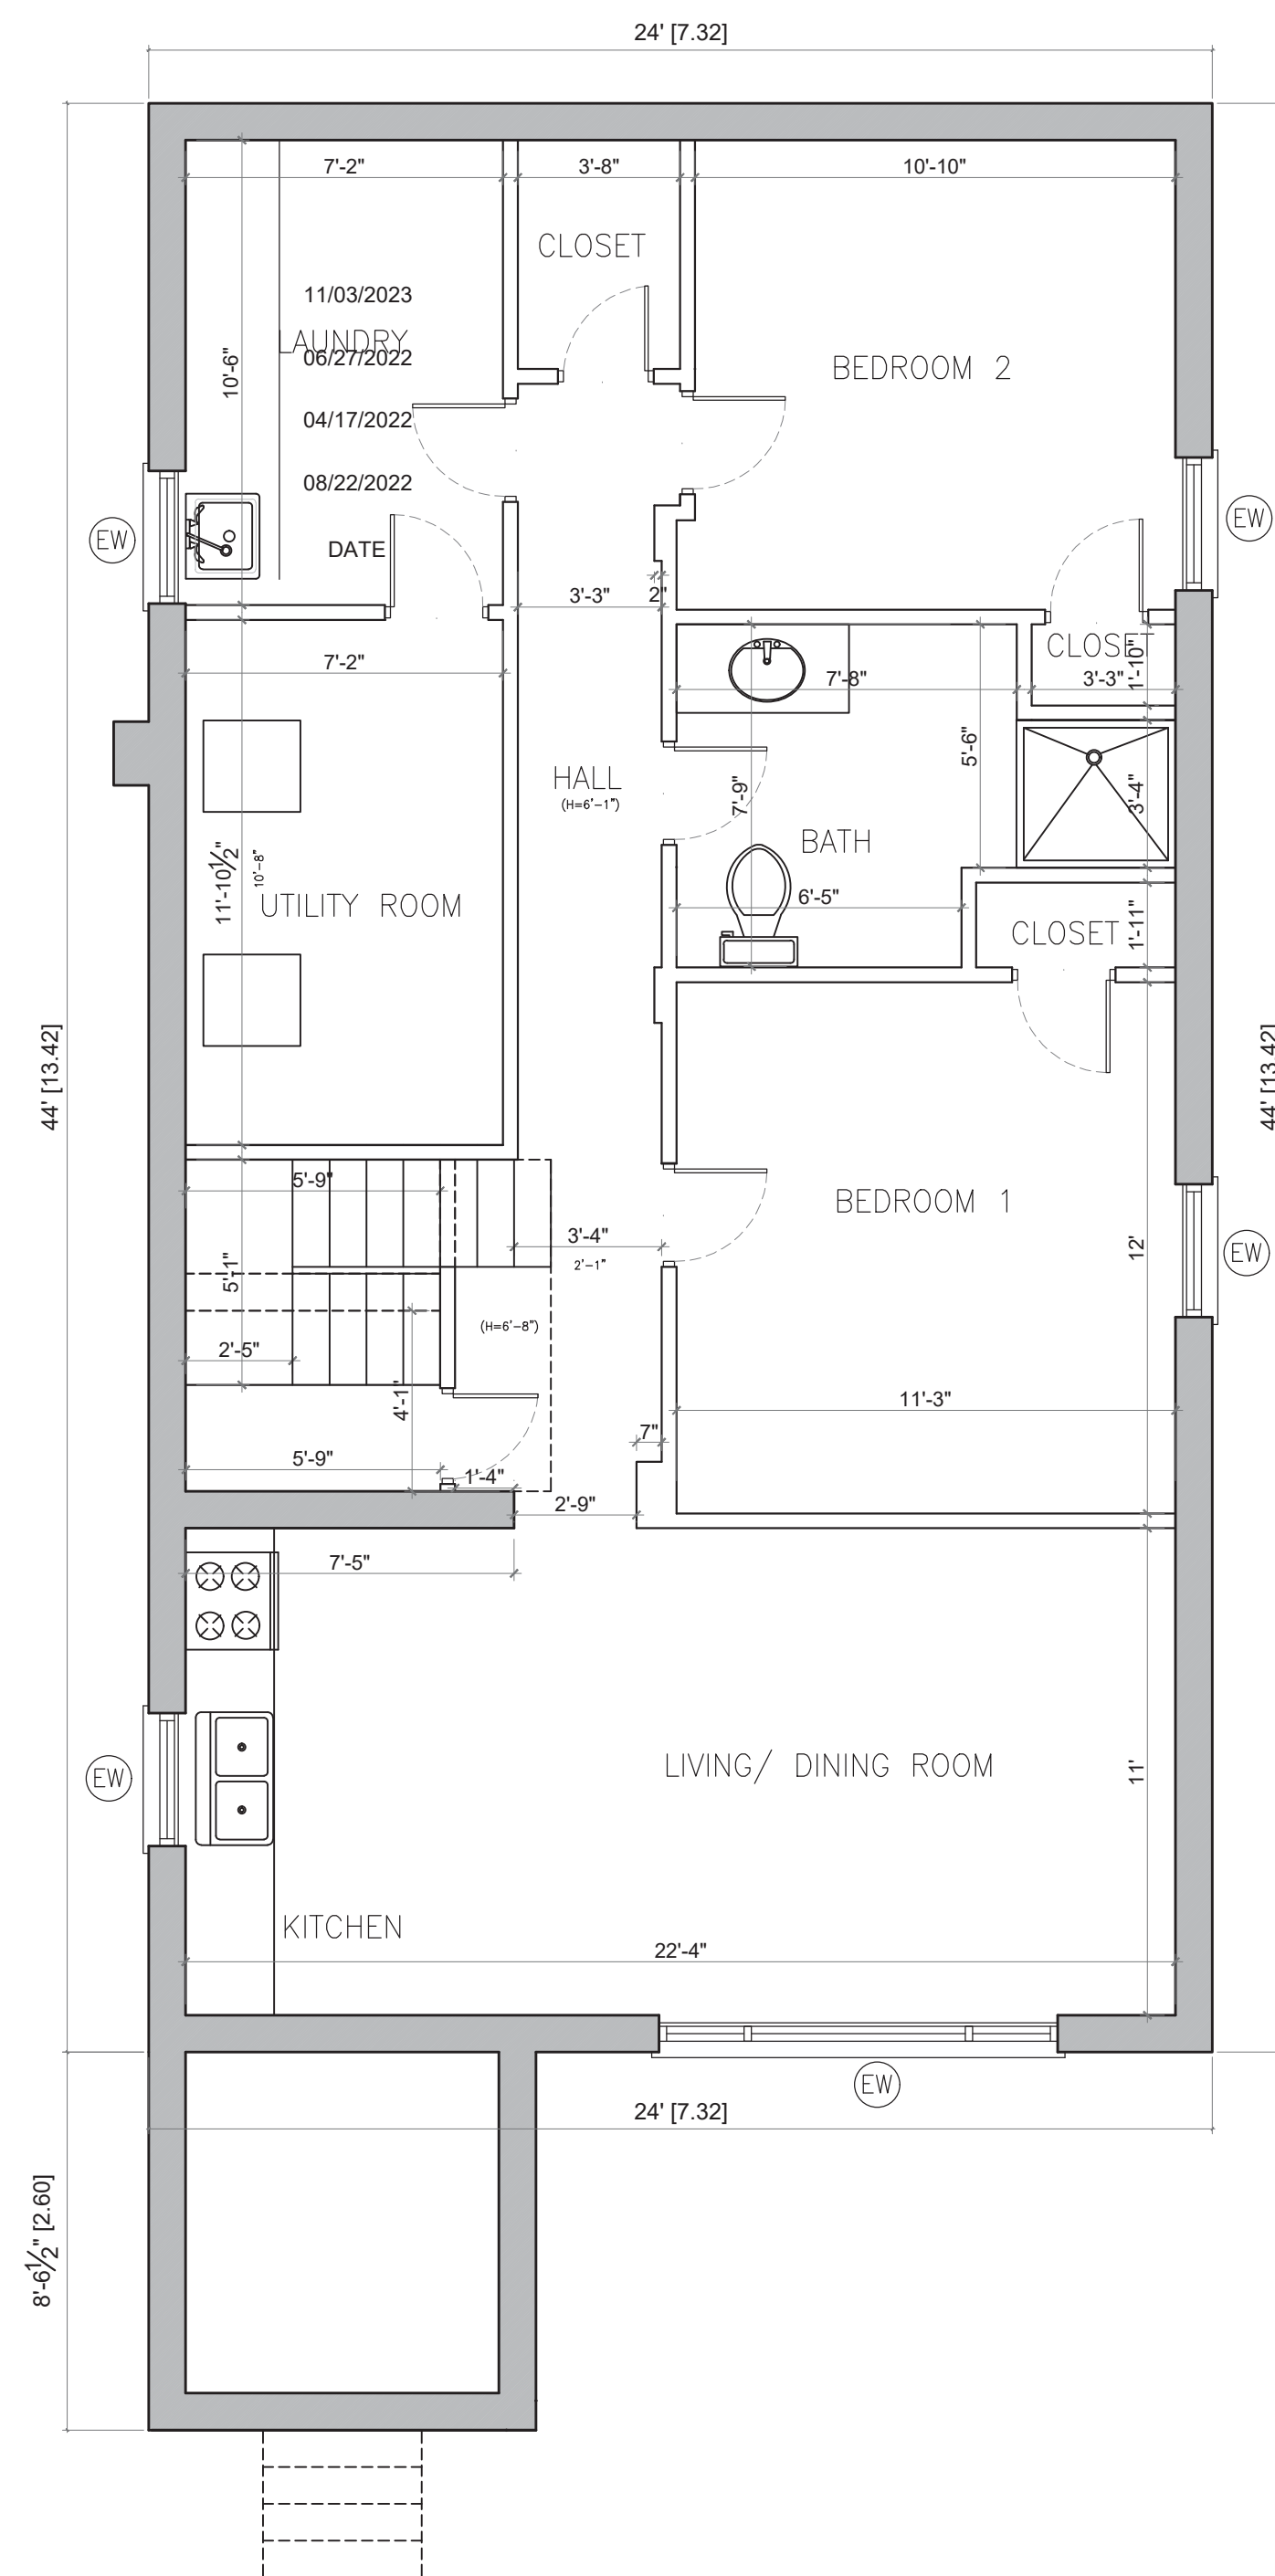 24' [7.32]
7'-2"
3'-8"
10'-10"
CLOSET
11/03/2023
LAUNDRY
06/27/2022
BEDROOM 2
10'-6"
04/17/2022
08/22/2022
EW
EW
DATE
3'-3"
2"
7'-2"
CLOSET
1'-10"
7'-8"
3'-3"
5'-6"
HALL
(H=6'-1")
7'-9"
3'-4"
BATH
11'-10½"
10'-8"
UTILITY ROOM
6'-5"
CLOSET
1'-11"
44' [13.42]
44' [13.42]
5'-9"
BEDROOM 1
3'-4"
2'-1"
12'
EW
5'-1"
(H=6'-8")
2'-5"
4'-1"
11'-3"
7"
5'-9"
1'-4"
2'-9"
7'-5"
LIVING/ DINING ROOM
11'
EW
KITCHEN
22'-4"
EW
24' [7.32]
8'-6½" [2.60]